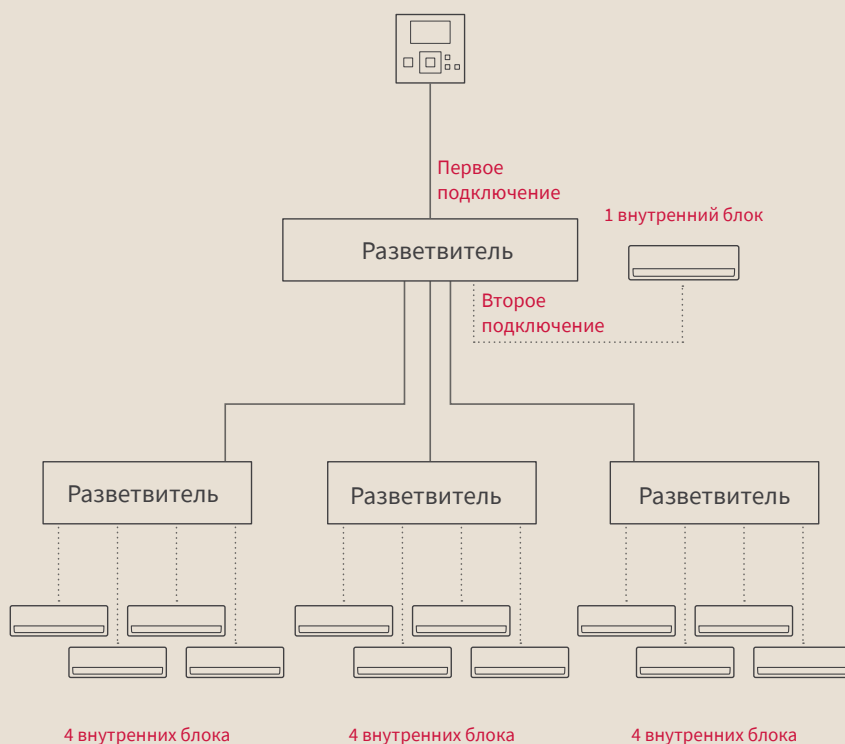 Первое
подключение
1 внутренний блок
Разветвитель
Второе
подключение
Разветвитель
Разветвитель
Разветвитель
4 внутренних блока
4 внутренних блока
4 внутренних блока